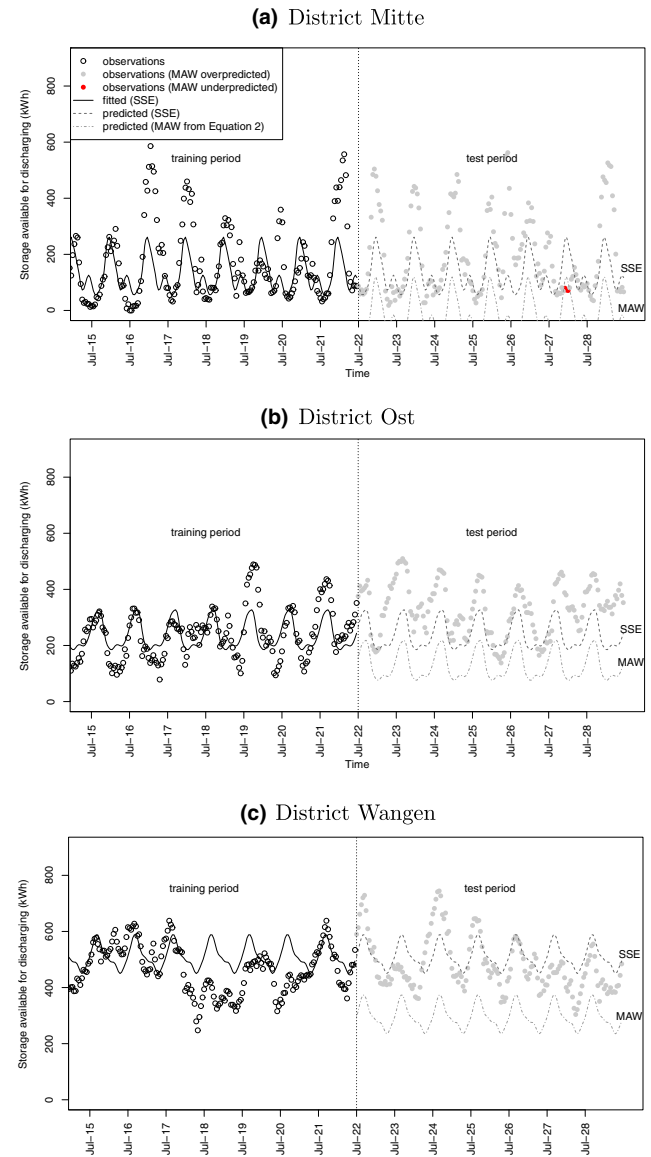 (a) District Mitte
Storage available for discharging (kWh)
0
200
400
600
800
observations
observations (MAW overpredicted)
observations (MAW underpredicted)
fitted (SSE)
predicted (SSE)
predicted (MAW from Equation 2)
training period
test period
SSE
MAW
Jul−15
Jul−16
Jul−17
Jul−18
Jul−19
Jul−20
Jul−21
Jul−22
Jul−23
Jul−24
Jul−25
Jul−26
Jul−27
Jul−28
Time
(b) District Ost
Storage available for discharging (kWh)
0
200
400
600
800
training period
test period
SSE
MAW
Jul−15
Jul−16
Jul−17
Jul−18
Jul−19
Jul−20
Jul−21
Jul−22
Jul−23
Jul−24
Jul−25
Jul−26
Jul−27
Jul−28
Time
(c) District Wangen
Storage available for discharging (kWh)
0
200
400
600
800
training period
test period
SSE
MAW
Jul−15
Jul−16
Jul−17
Jul−18
Jul−19
Jul−20
Jul−21
Jul−22
Jul−23
Jul−24
Jul−25
Jul−26
Jul−27
Jul−28